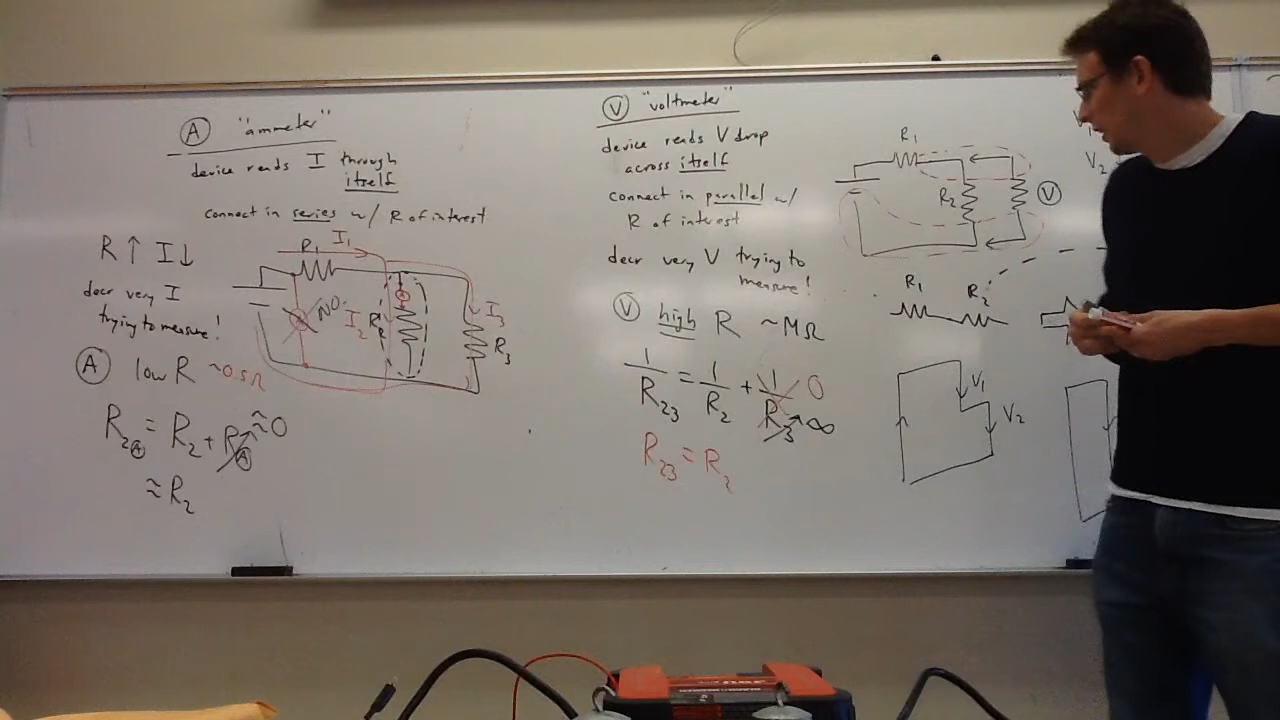 A "ammeter"
device reads I through
itself
connect in series w/ R of interest
R↑ I↓
decr very I
trying to measure!
A low R ~0.5Ω
R₂A = R₂ + RA ≈0
≈ R₂
R₁ I₁
NO.
I₂
I₃
R₃
V "voltmeter"
device reads V drop
across itself
connect in parallel w/
R of interest
decr very V trying to
measure!
V high R ~MΩ
1/R₂₃ = 1/R₂ + 1/R₃ 0
∞
R₂₃ = R₂
R₁
R₂
V
R₁ R₂
V₁
V₂
V₂